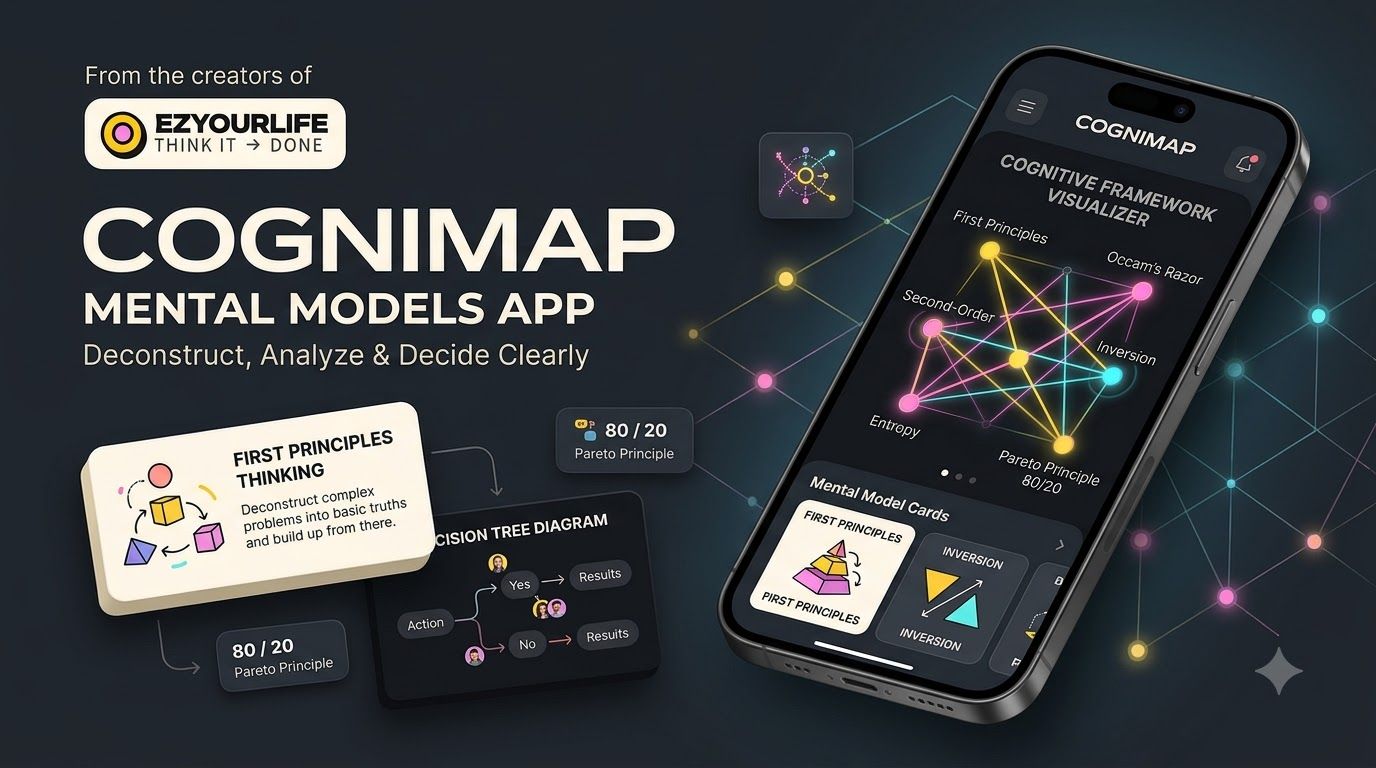 From the creators of
EZYOURLIFE
THINK IT → DONE
COGNIMAP
MENTAL MODELS APP
Deconstruct, Analyze & Decide Clearly
FIRST PRINCIPLES
THINKING
Deconstruct complex
problems into basic truths
and build up from there.
80 / 20
Pareto Principle
CISION TREE DIAGRAM
Action
Yes
Results
No
Results
80 / 20
Pareto Principle
COGNIMAP
COGNITIVE FRAMEWORK
VISUALIZER
First Principles
Occam's Razor
Second-Order
Inversion
Entropy
Pareto Principle
80/20
Mental Model Cards
FIRST PRINCIPLES
FIRST PRINCIPLES
INVERSION
INVERSION